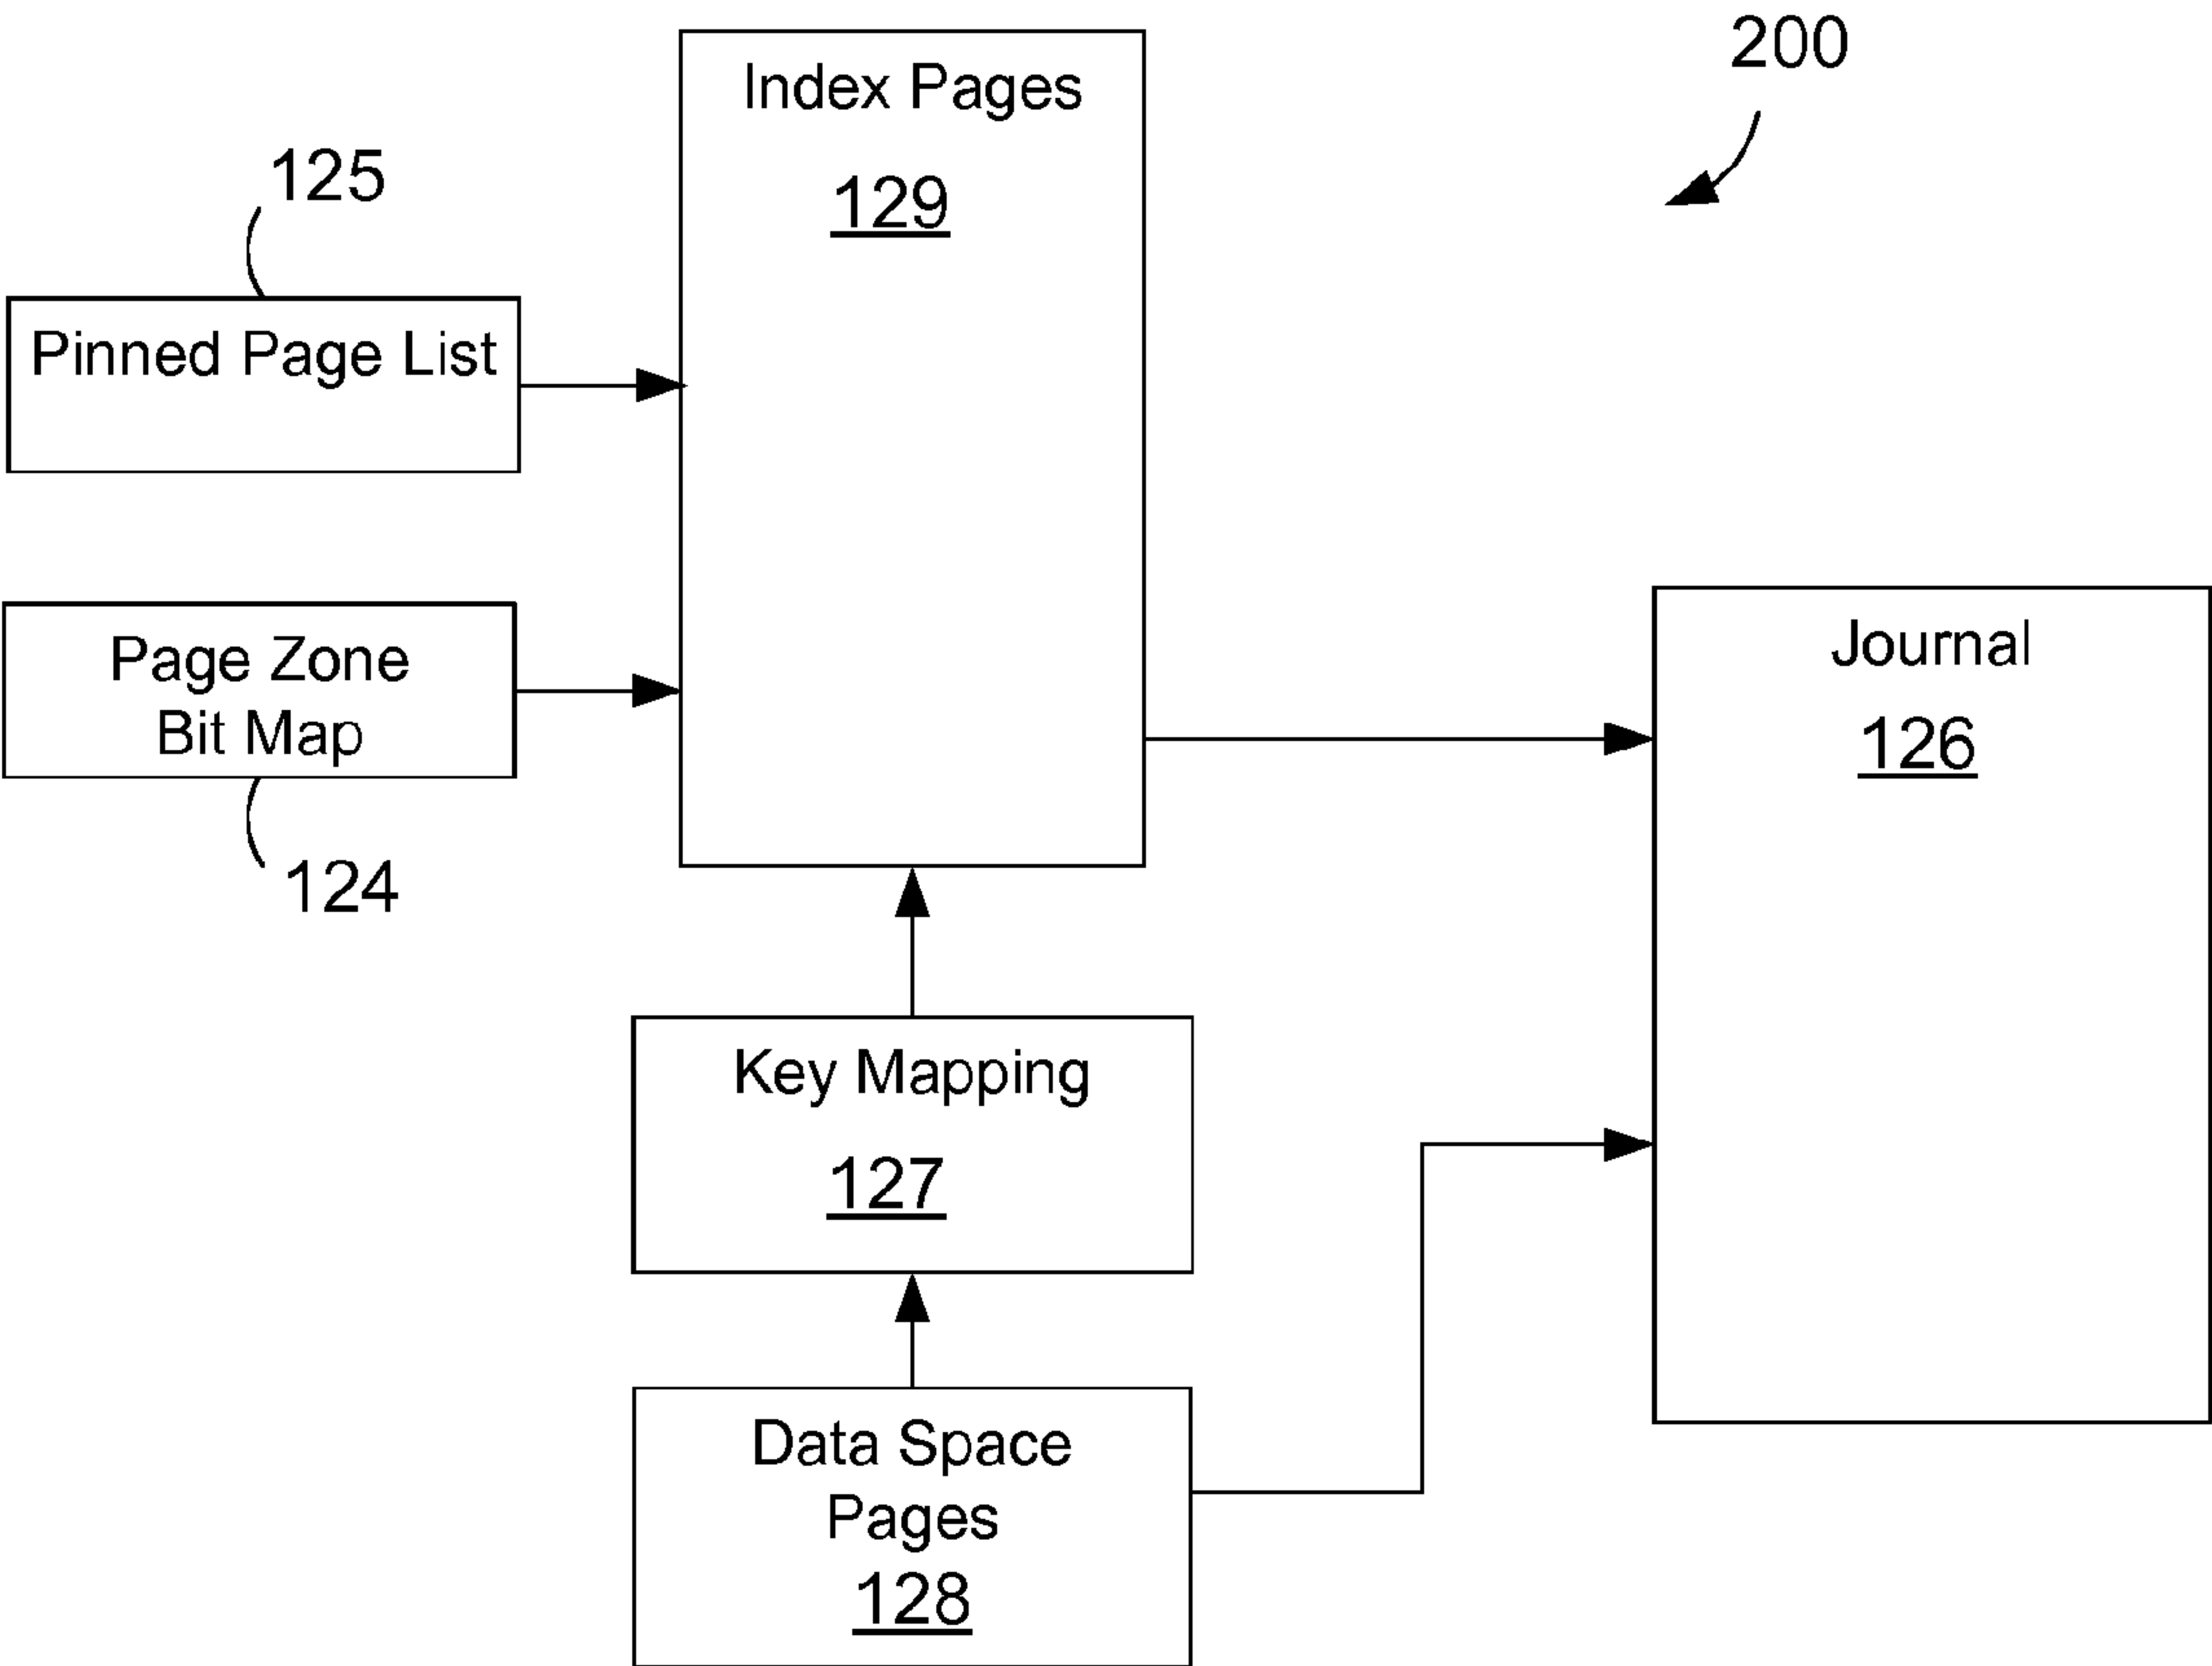 200
Index Pages
129
125
Pinned Page List
Page Zone
Bit Map
124
Journal
126
Key Mapping
127
Data Space
Pages
128